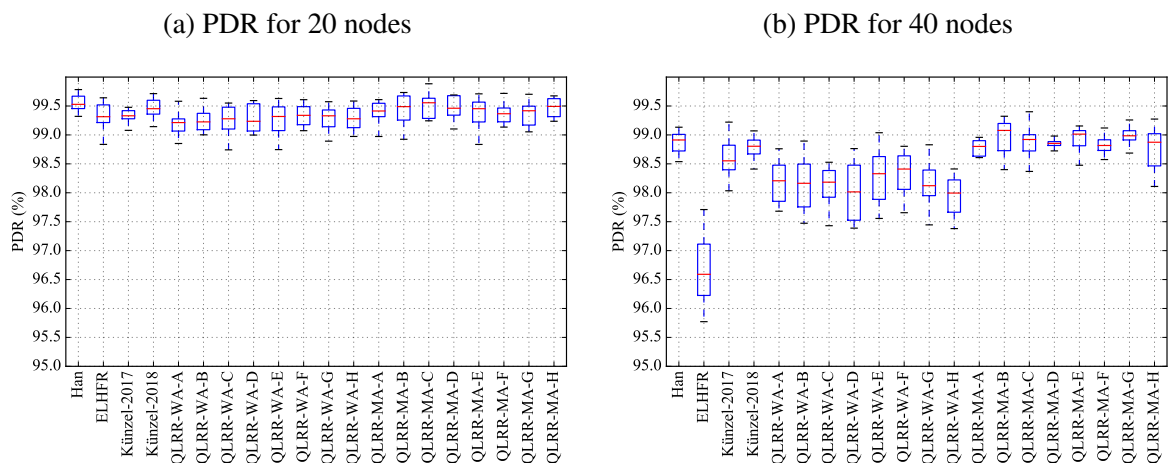 (a) PDR for 20 nodes
PDR (%)
99.5
99.0
98.5
98.0
97.5
97.0
96.5
96.0
95.5
95.0
Han
ELHFR
Künzel-2017
Künzel-2018
QLRR-WA-A
QLRR-WA-B
QLRR-WA-C
QLRR-WA-D
QLRR-WA-E
QLRR-WA-F
QLRR-WA-G
QLRR-WA-H
QLRR-MA-A
QLRR-MA-B
QLRR-MA-C
QLRR-MA-D
QLRR-MA-E
QLRR-MA-F
QLRR-MA-G
QLRR-MA-H
(b) PDR for 40 nodes
PDR (%)
99.5
99.0
98.5
98.0
97.5
97.0
96.5
96.0
95.5
95.0
Han
ELHFR
Künzel-2017
Künzel-2018
QLRR-WA-A
QLRR-WA-B
QLRR-WA-C
QLRR-WA-D
QLRR-WA-E
QLRR-WA-F
QLRR-WA-G
QLRR-WA-H
QLRR-MA-A
QLRR-MA-B
QLRR-MA-C
QLRR-MA-D
QLRR-MA-E
QLRR-MA-F
QLRR-MA-G
QLRR-MA-H